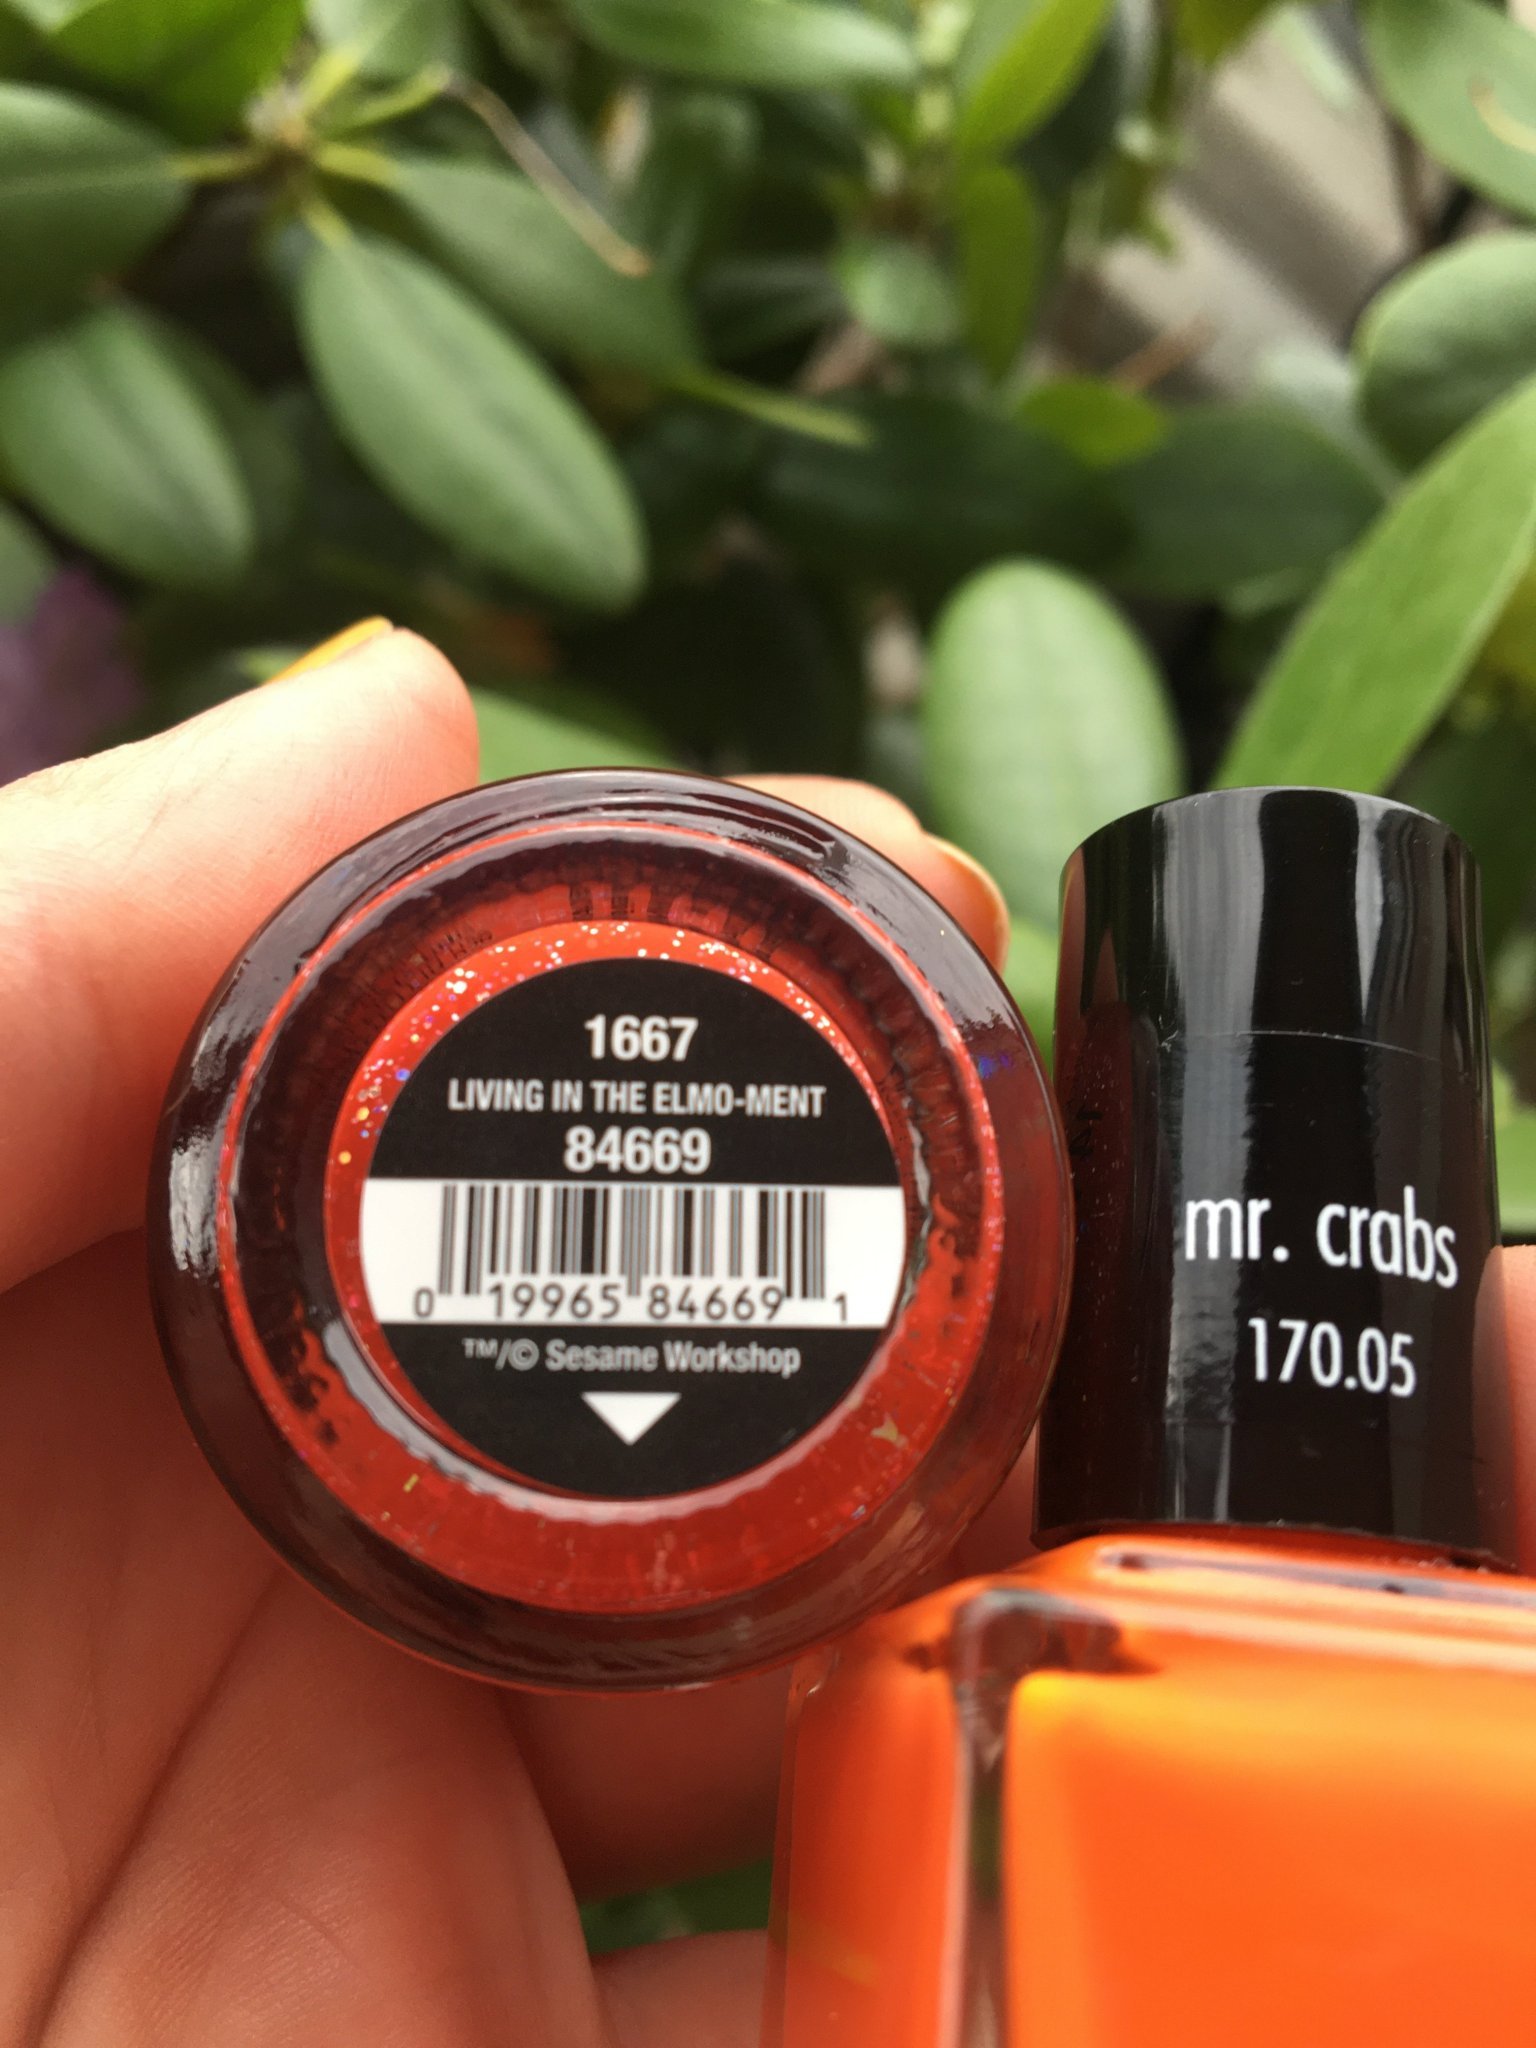 1667
LIVING IN THE ELMO-MENT
84669
0 19965 84669 1
™/© Sesame Workshop
mr. crabs
170.05